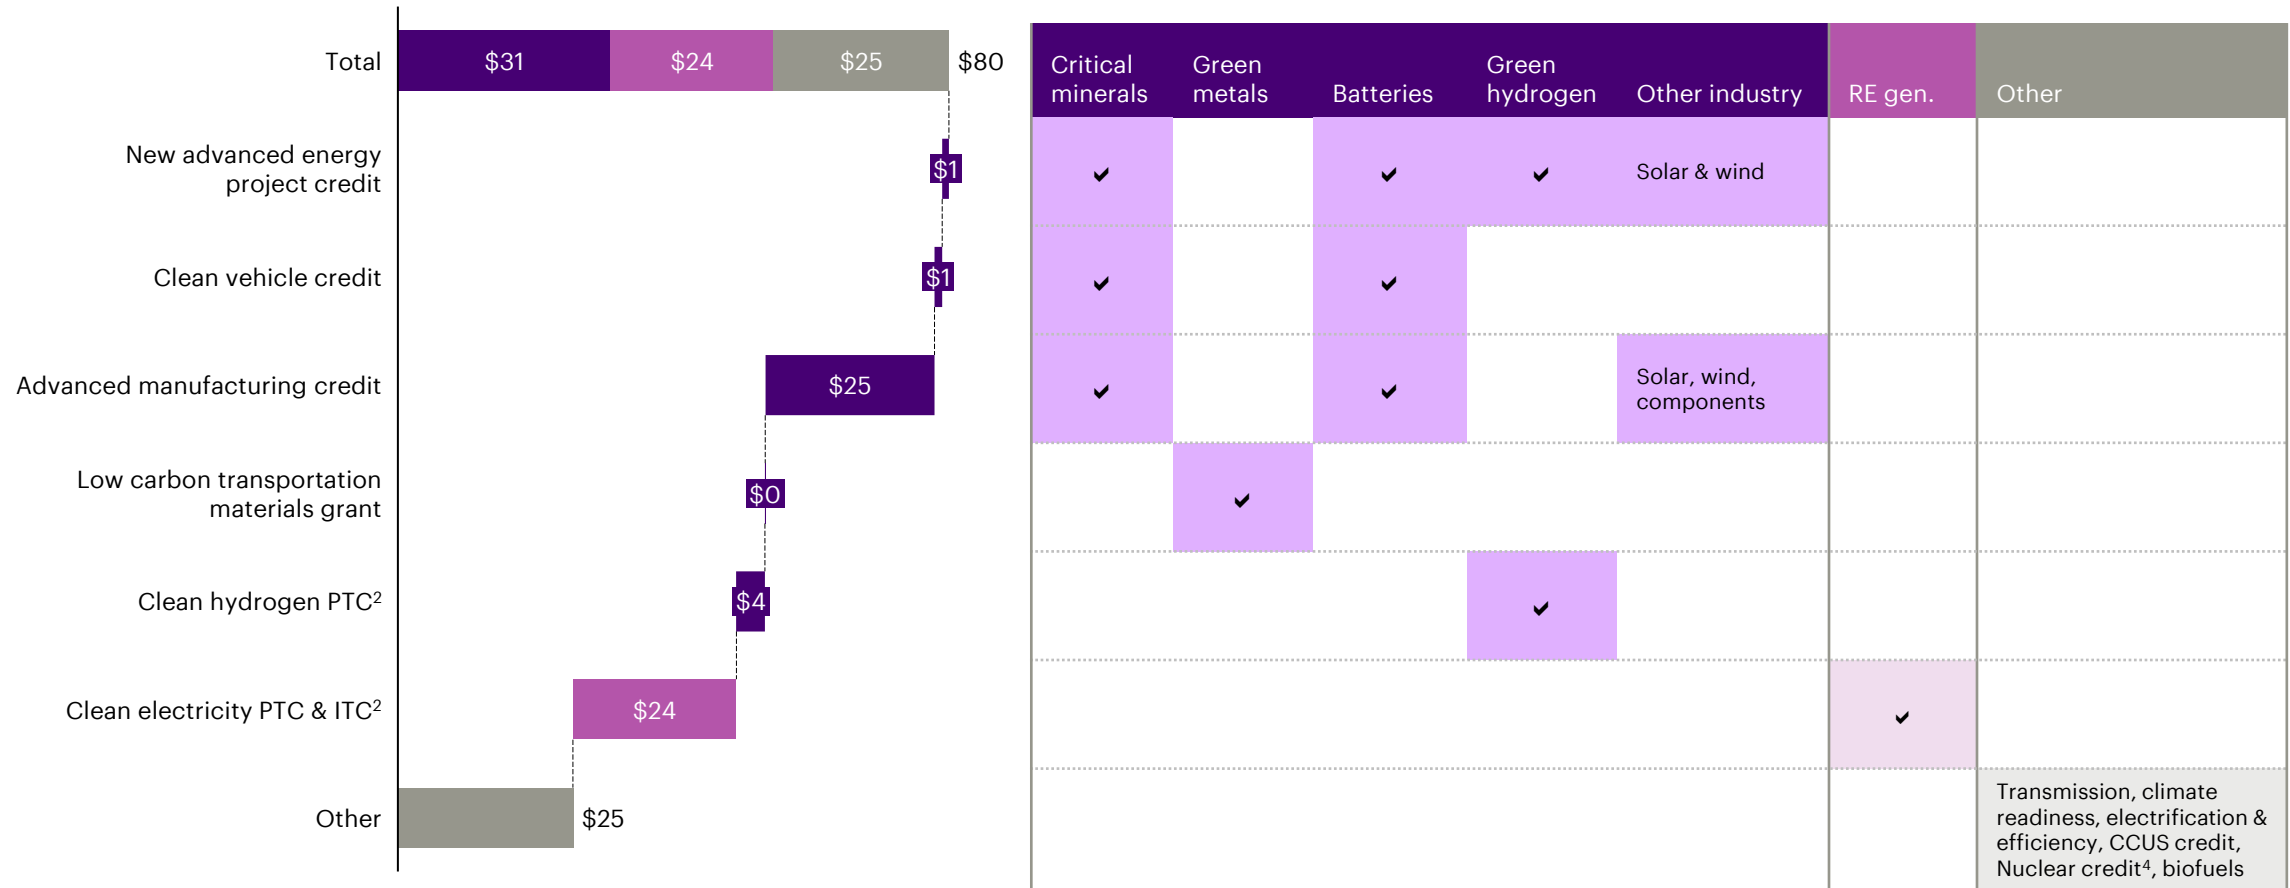 Total
$31
$24
$25
$80
Critical
minerals
Green
metals
Batteries
Green
hydrogen
Other industry
RE gen.
Other
New advanced energy
project credit
$1
Solar & wind
Clean vehicle credit
$1
Advanced manufacturing credit
$25
Solar, wind,
components
Low carbon transportation
materials grant
$0
Clean hydrogen PTC²
$4
Clean electricity PTC & ITC²
$24
Other
$25
Transmission, climate
readiness, electrification &
efficiency, CCUS credit,
Nuclear credit⁴, biofuels